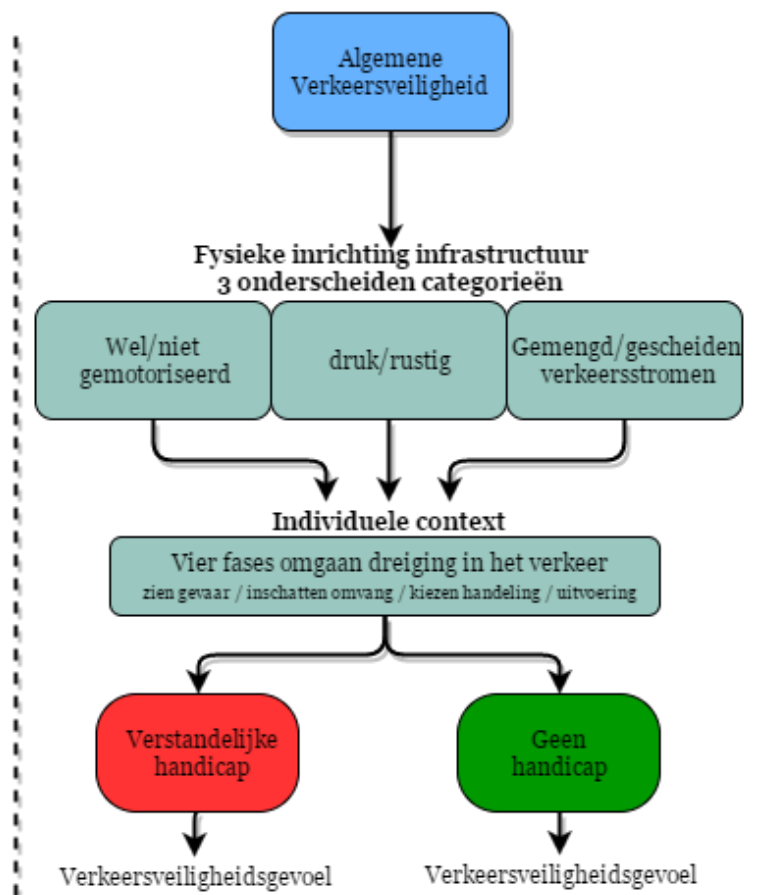 Algemene
Verkeersveiligheid
Fysieke inrichting infrastructuur
3 onderscheiden categorieën
Wel/niet
gemotoriseerd
druk/rustig
Gemengd/gescheiden
verkeersstromen
Individuele context
Vier fases omgaan dreiging in het verkeer
zien gevaar / inschatten omvang / kiezen handeling / uitvoering
Verstandelijke
handicap
Geen
handicap
Verkeersveiligheidsgevoel
Verkeersveiligheidsgevoel